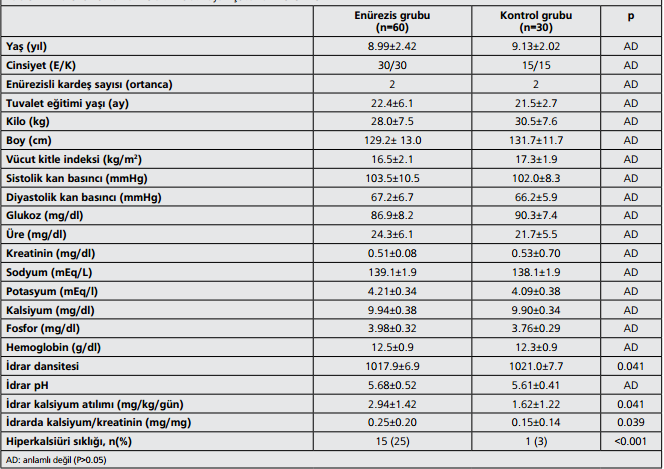 Enürezis grubu (n=60) Kontrol grubu (n=30) p
Yaş (yıl) 8.99±2.42 9.13±2.02 AD
Cinsiyet (E/K) 30/30 15/15 AD
Enürezisli kardeş sayısı (ortanca) 2 2 AD
Tuvalet eğitimi yaşı (ay) 22.4±6.1 21.5±2.7 AD
Kilo (kg) 28.0±7.5 30.5±7.6 AD
Boy (cm) 129.2± 13.0 131.7±11.7 AD
Vücut kitle indeksi (kg/m²) 16.5±2.1 17.3±1.9 AD
Sistolik kan basıncı (mmHg) 103.5±10.5 102.0±8.3 AD
Diyastolik kan basıncı (mmHg) 67.2±6.7 66.2±5.9 AD
Glukoz (mg/dl) 86.9±8.2 90.3±7.4 AD
Üre (mg/dl) 24.3±6.1 21.7±5.5 AD
Kreatinin (mg/dl) 0.51±0.08 0.53±0.70 AD
Sodyum (mEq/L) 139.1±1.9 138.1±1.9 AD
Potasyum (mEq/l) 4.21±0.34 4.09±0.38 AD
Kalsiyum (mg/dl) 9.94±0.38 9.90±0.34 AD
Fosfor (mg/dl) 3.98±0.32 3.76±0.29 AD
Hemoglobin (g/dl) 12.5±0.9 12.3±0.9 AD
İdrar dansitesi 1017.9±6.9 1021.0±7.7 0.041
İdrar pH 5.68±0.52 5.61±0.41 AD
İdrar kalsiyum atılımı (mg/kg/gün) 2.94±1.42 1.62±1.22 0.041
İdrarda kalsiyum/kreatinin (mg/mg) 0.25±0.20 0.15±0.14 0.039
Hiperkalsiüri sıklığı, n(%) 15 (25) 1 (3) <0.001
AD: anlamlı değil (P>0.05)